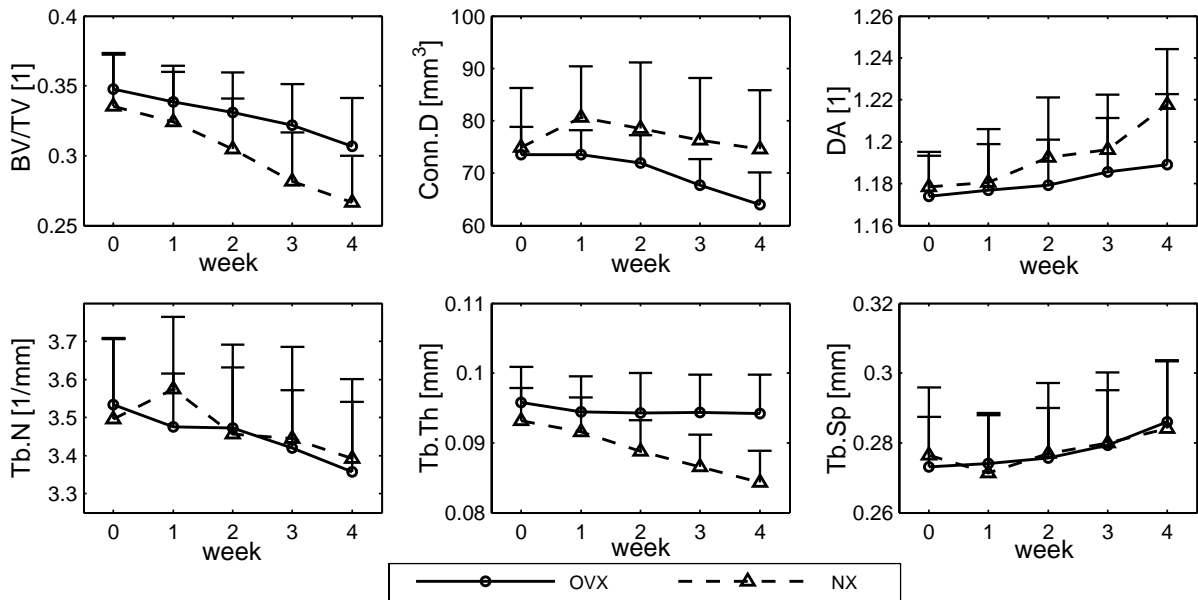 BV/TV [1]
0.4
0.35
0.3
0.25
0 1 2 3 4
week
Conn.D [mm³]
100
90
80
70
60
0 1 2 3 4
week
DA [1]
1.26
1.24
1.22
1.2
1.18
1.16
0 1 2 3 4
week
Tb.N [1/mm]
3.7
3.6
3.5
3.4
3.3
0 1 2 3 4
week
Tb.Th [mm]
0.11
0.1
0.09
0.08
0 1 2 3 4
week
Tb.Sp [mm]
0.32
0.3
0.28
0.26
0 1 2 3 4
week
OVX NX